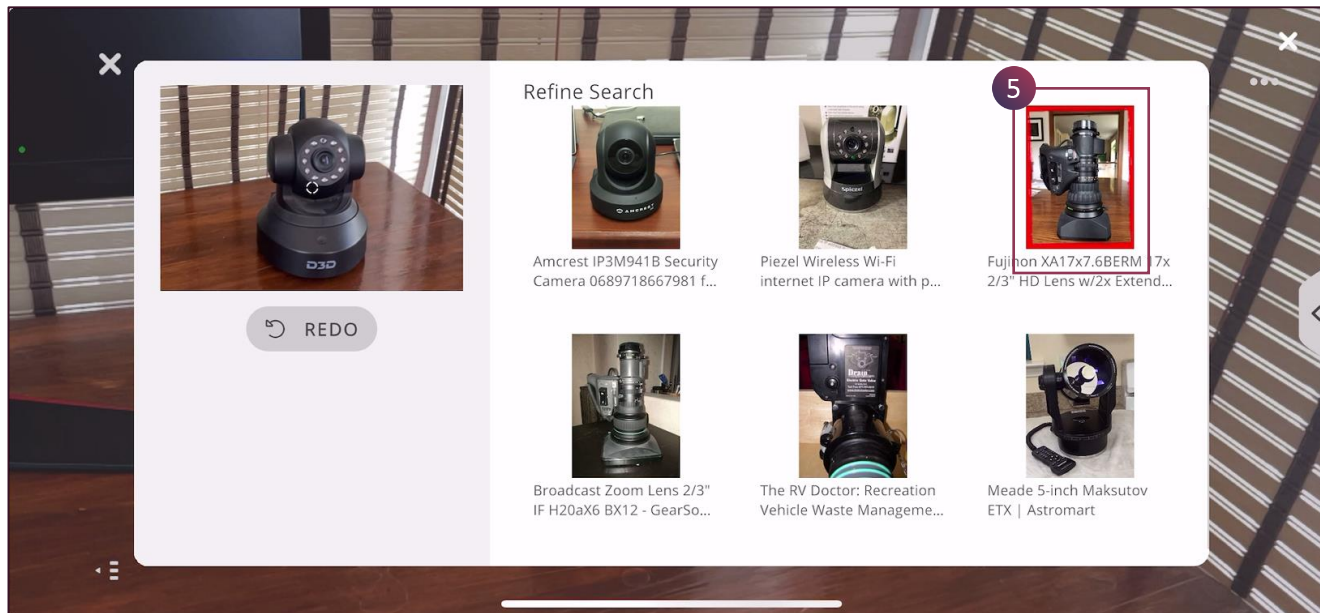 D3D
REDO
Refine Search
5
AMCREST
Spiezel
Amcrest IP3M941B Security
Camera 0689718667981 f...
Piezel Wireless Wi-Fi
internet IP camera with p...
Fujinon XA17x7.6BERM 17x
2/3" HD Lens w/2x Extend...
Broadcast Zoom Lens 2/3"
IF H20aX6 BX12 - GearSo...
The RV Doctor: Recreation
Vehicle Waste Manageme...
Meade 5-inch Maksutov
ETX | Astromart